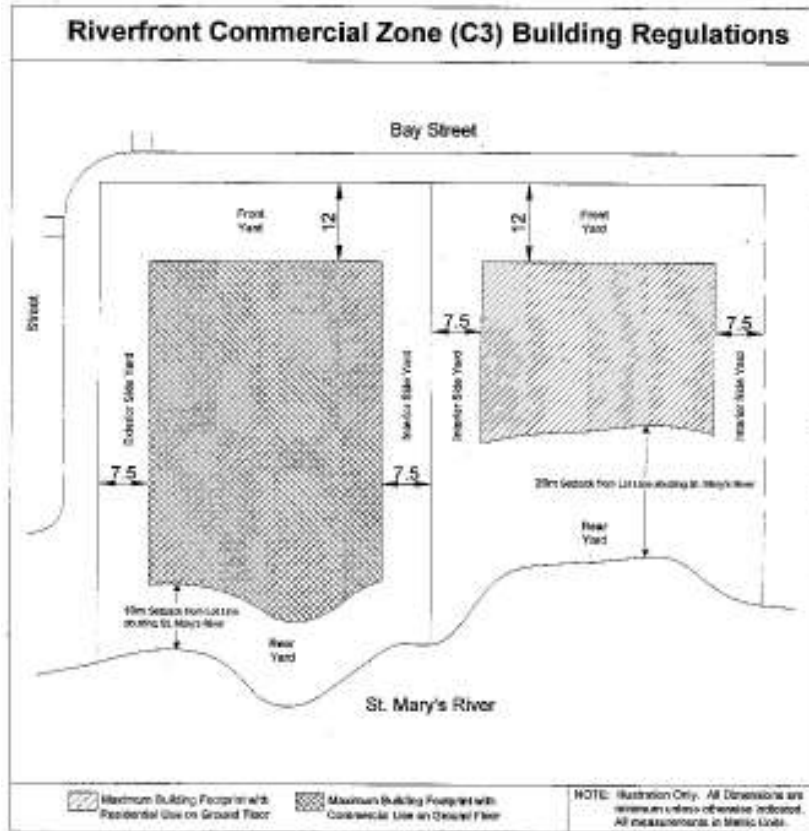 Riverfront Commercial Zone (C3) Building Regulations
Bay Street
Front
Yard
12
Front
Yard
12
Street
Exterior Side Yard
Interior Side Yard
Interior Side Yard
Interior Side Yard
7.5
7.5
7.5
7.5
Setback from Lot Line abutting St. Mary's River
Rear
Yard
Setback from Lot Line
abutting St. Mary's River
Rear
Yard
St. Mary's River
Maximum Building Footprint with
Residential Use on Ground Floor
Maximum Building Footprint with
Commercial Use on Ground Floor
NOTE: Illustration Only. All Dimensions are
minimum unless otherwise indicated.
All measurements in Metric Units.